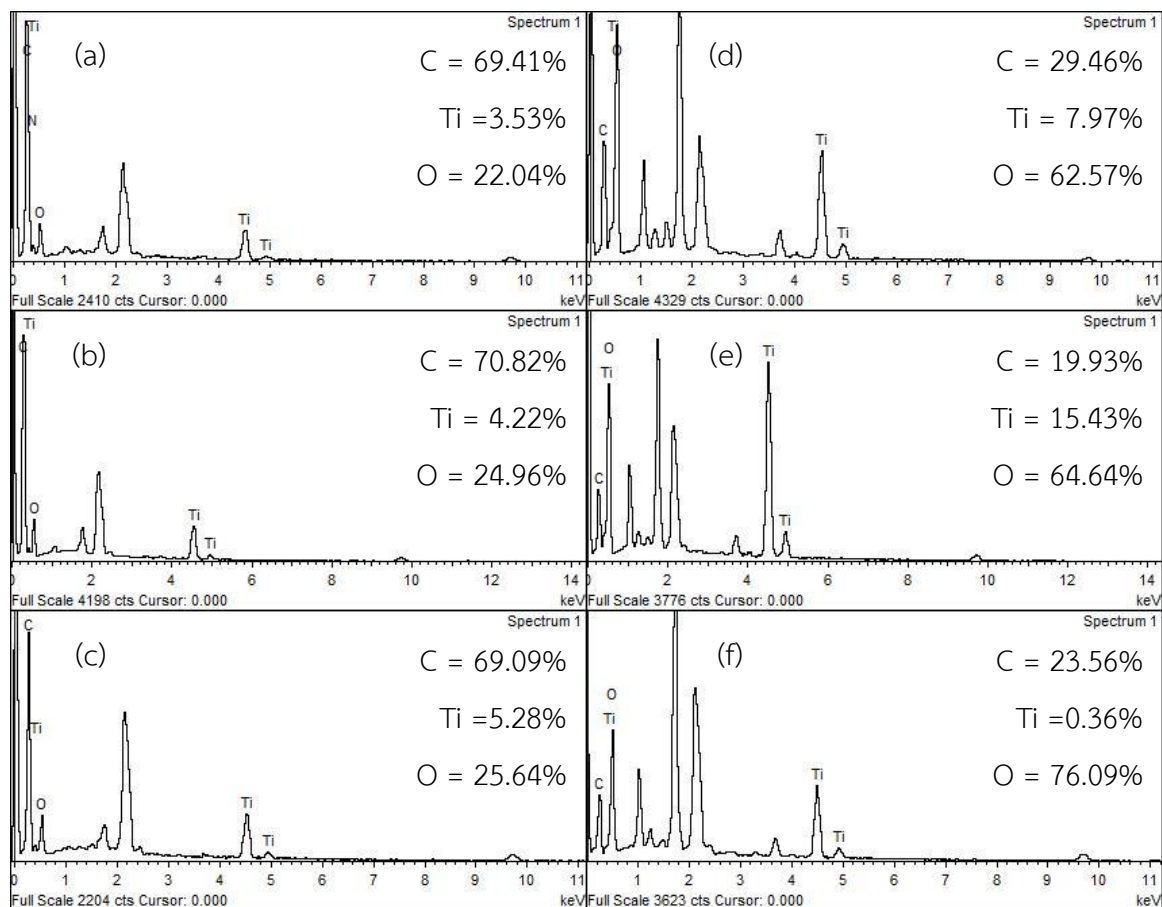 Spectrum 1
(a)
Ti
C
N
O
Ti
Ti
C = 69.41%
Ti =3.53%
O = 22.04%
0 1 2 3 4 5 6 7 8 9 10 11
Full Scale 2410 cts Cursor: 0.000 keV
Spectrum 1
(d)
Ti
O
C
Ti
Ti
C = 29.46%
Ti = 7.97%
O = 62.57%
0 1 2 3 4 5 6 7 8 9 10 11
Full Scale 4329 cts Cursor: 0.000 keV
Spectrum 1
(b)
Ti
C
O
Ti
Ti
C = 70.82%
Ti = 4.22%
O = 24.96%
0 2 4 6 8 10 12 14
Full Scale 4198 cts Cursor: 0.000 keV
Spectrum 1
(e)
O
Ti
C
Ti
Ti
C = 19.93%
Ti = 15.43%
O = 64.64%
0 2 4 6 8 10 12 14
Full Scale 3776 cts Cursor: 0.000 keV
Spectrum 1
(c)
C
Ti
O
Ti
Ti
C = 69.09%
Ti =5.28%
O = 25.64%
0 1 2 3 4 5 6 7 8 9 10 11
Full Scale 2204 cts Cursor: 0.000 keV
Spectrum 1
(f)
O
Ti
C
Ti
Ti
C = 23.56%
Ti =0.36%
O = 76.09%
0 1 2 3 4 5 6 7 8 9 10 11
Full Scale 3623 cts Cursor: 0.000 keV